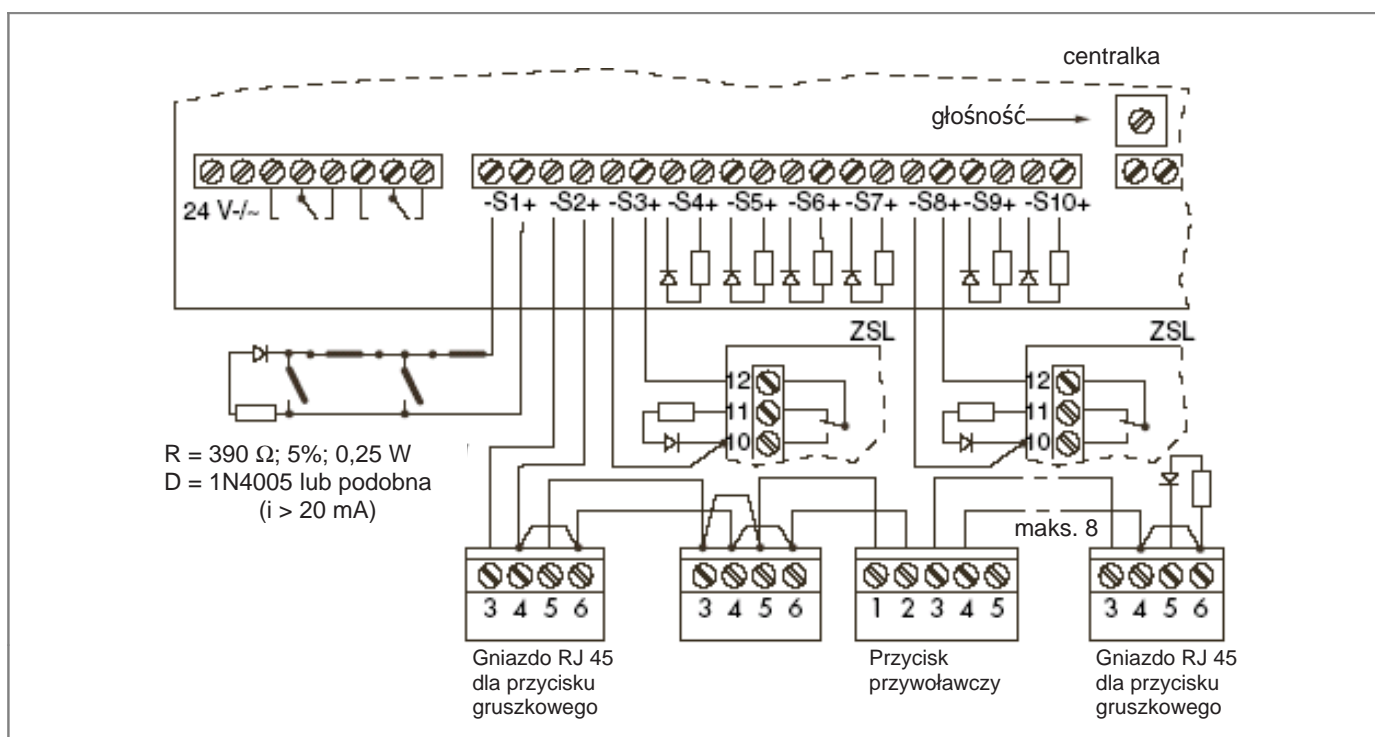 centralka
głośność
24 V-/~
-S1+ -S2+ -S3+ -S4+ -S5+ -S6+ -S7+ -S8+ -S9+ -S10+
ZSL
ZSL
12
11
10
12
11
10
R = 390 Ω; 5%; 0,25 W
D = 1N4005 lub podobna
(i > 20 mA)
maks. 8
3 4 5 6
3 4 5 6
1 2 3 4 5
3 4 5 6
Gniazdo RJ 45
dla przycisku
gruszkowego
Przycisk
przywoławczy
Gniazdo RJ 45
dla przycisku
gruszkowego